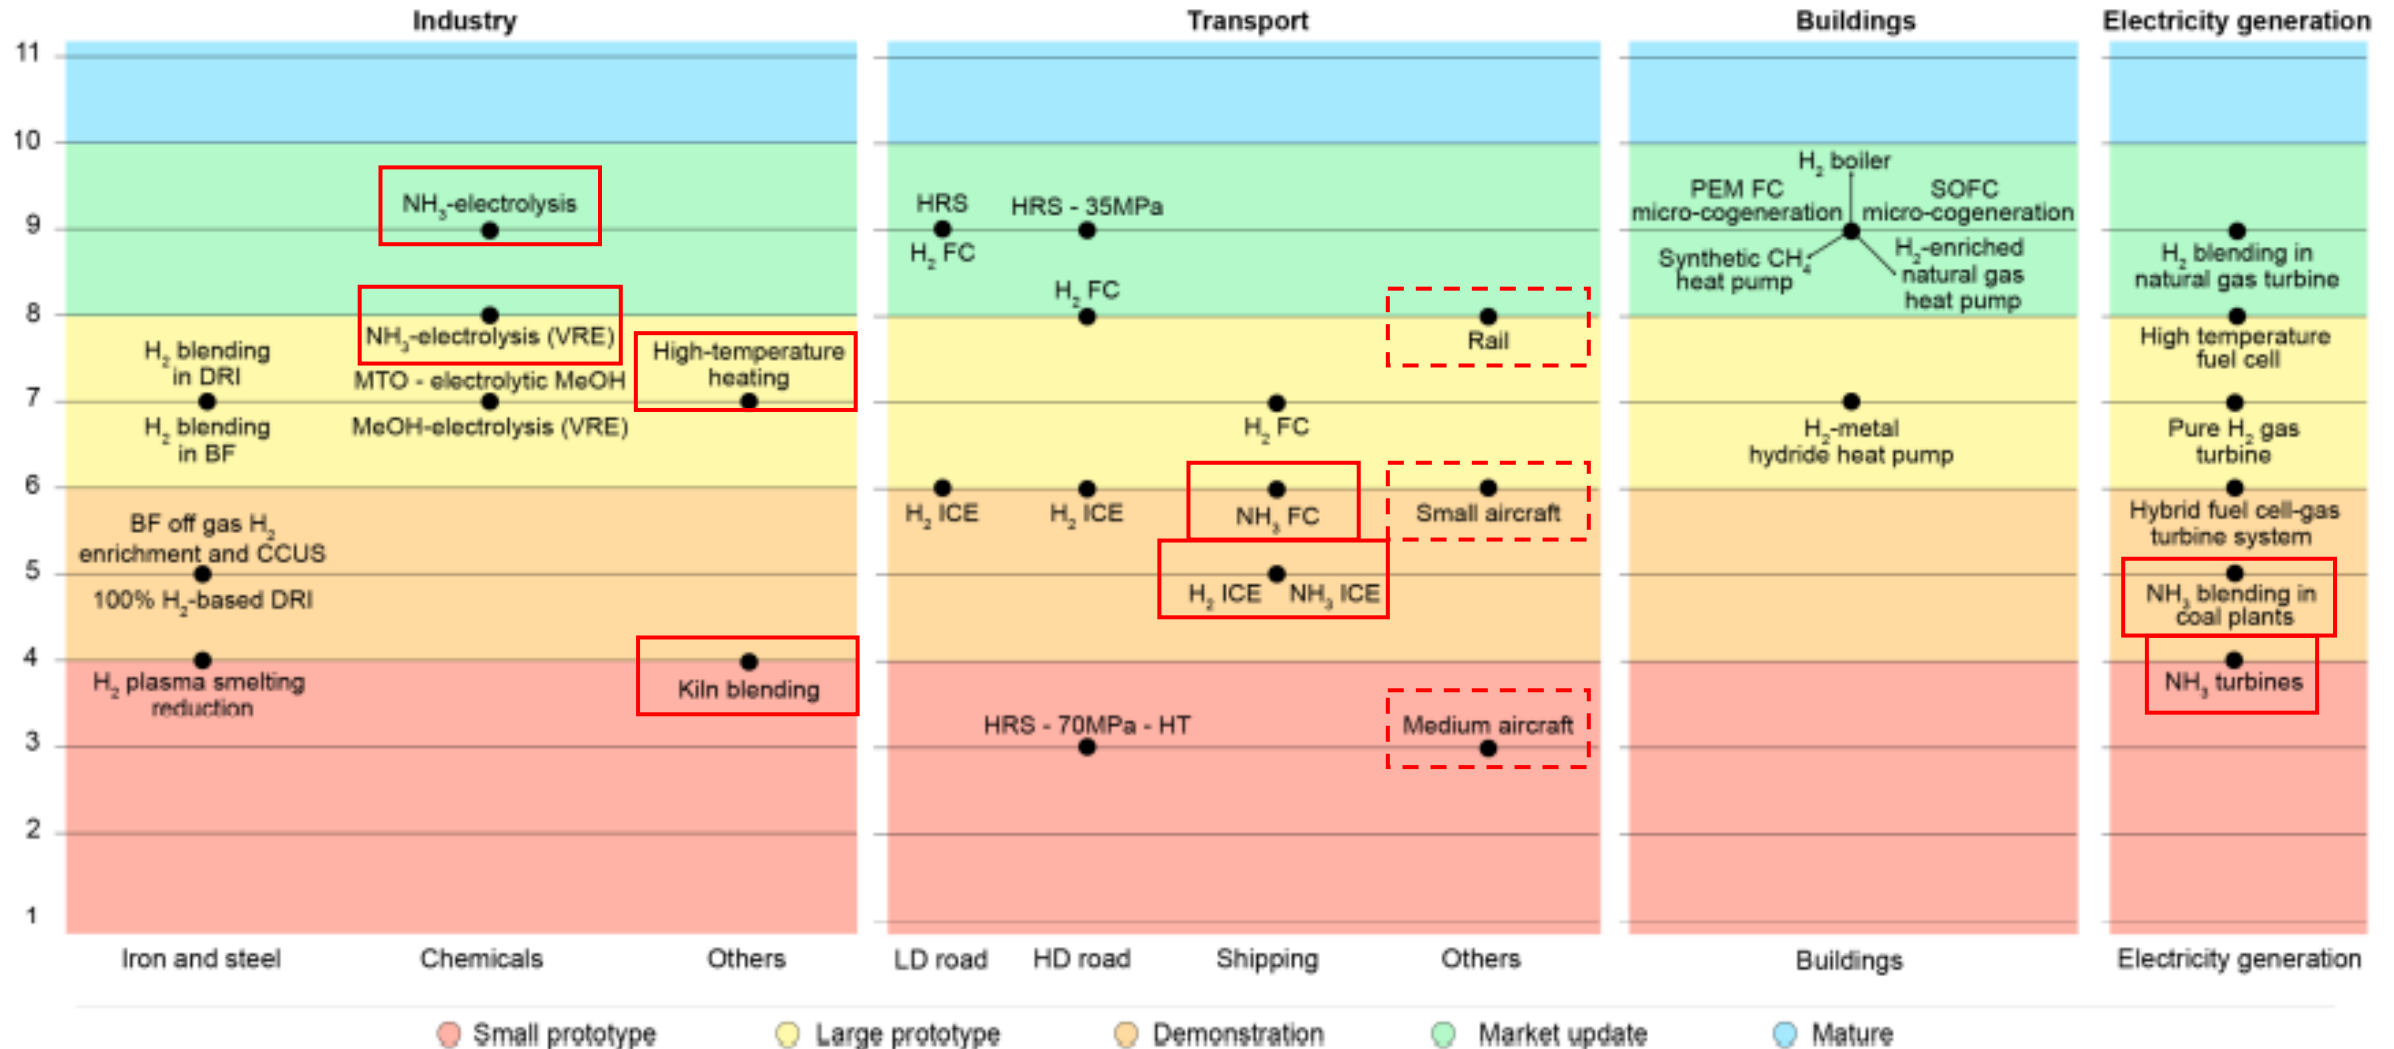 Industry
Transport
Buildings
Electricity generation
11
10
9
8
7
6
5
4
3
2
1
H₂ blending
in DRI
H₂ blending
in BF
BF off gas H₂
enrichment and CCUS
100% H₂-based DRI
H₂ plasma smelting
reduction
NH₃-electrolysis
NH₃-electrolysis (VRE)
MTO - electrolytic MeOH
MeOH-electrolysis (VRE)
High-temperature
heating
Kiln blending
HRS
H₂ FC
H₂ ICE
HRS - 35MPa
H₂ FC
H₂ ICE
HRS - 70MPa - HT
H₂ FC
NH₃ FC
H₂ ICE NH₃ ICE
Rail
Small aircraft
Medium aircraft
H₂ boiler
PEM FC
micro-cogeneration
SOFC
micro-cogeneration
Synthetic CH₄
heat pump
H₂-enriched
natural gas
heat pump
H₂-metal
hydride heat pump
H₂ blending in
natural gas turbine
High temperature
fuel cell
Pure H₂ gas
turbine
Hybrid fuel cell-gas
turbine system
NH₃ blending in
coal plants
NH₃ turbines
Iron and steel
Chemicals
Others
LD road
HD road
Shipping
Others
Buildings
Electricity generation
Small prototype
Large prototype
Demonstration
Market update
Mature